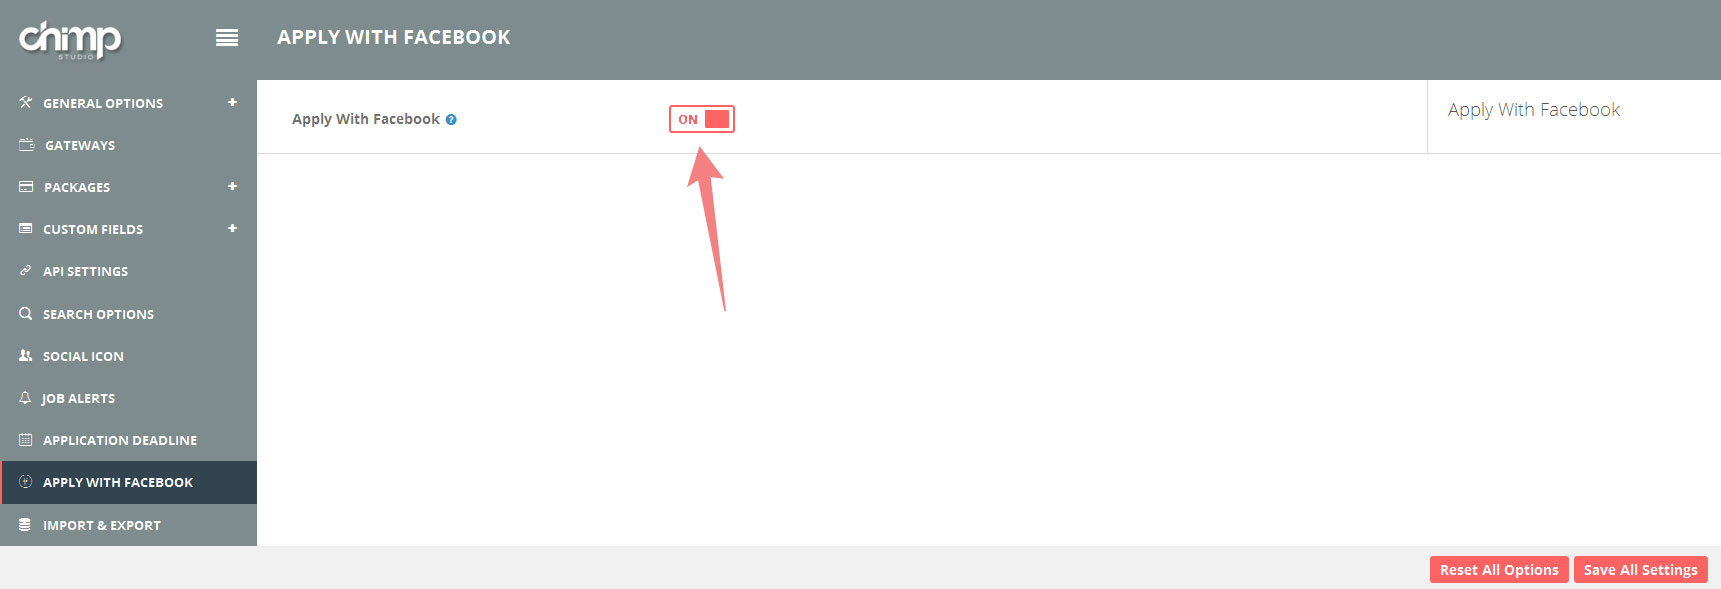 chimp
STUDIO
APPLY WITH FACEBOOK
GENERAL OPTIONS +
GATEWAYS
PACKAGES +
CUSTOM FIELDS +
API SETTINGS
SEARCH OPTIONS
SOCIAL ICON
JOB ALERTS
APPLICATION DEADLINE
APPLY WITH FACEBOOK
IMPORT & EXPORT
Apply With Facebook ?
ON
Apply With Facebook
Reset All Options
Save All Settings